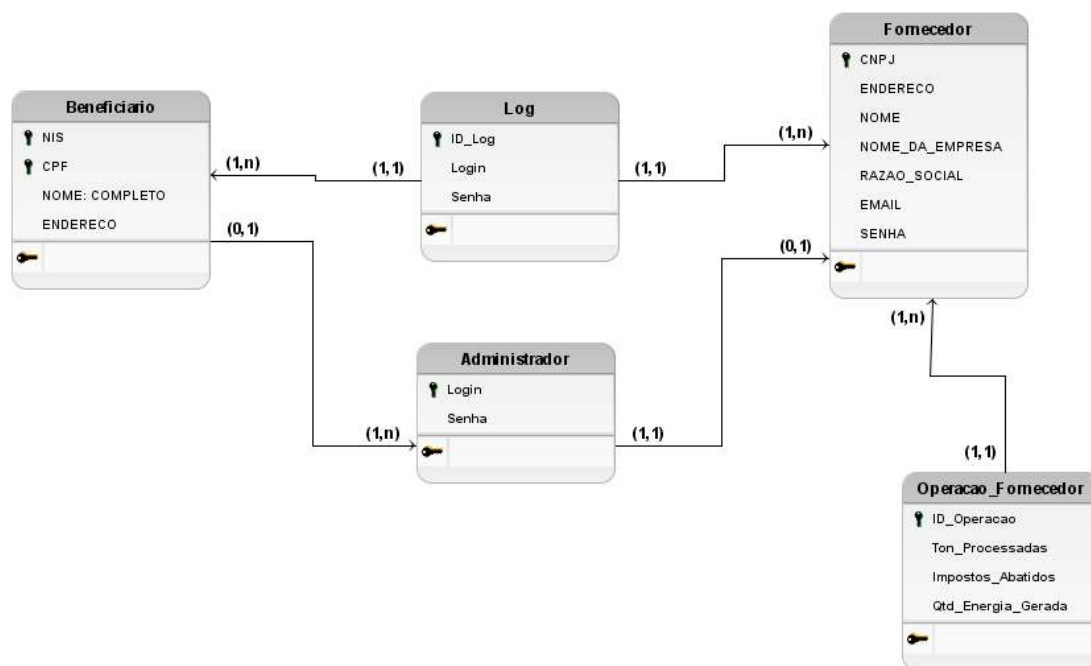 Fornecedor
CNPJ
ENDERECO
NOME
NOME_DA_EMPRESA
RAZAO_SOCIAL
EMAIL
SENHA
Beneficiario
NIS
CPF
NOME: COMPLETO
ENDERECO
Log
ID_Log
Login
Senha
(1,n)
(1,1)
(1,1)
(1,n)
(0,1)
(0,1)
Administrador
Login
Senha
(1,n)
(1,1)
(1,n)
(1,1)
Operacao_Fornecedor
ID_Operacao
Ton_Processadas
Impostos_Abatidos
Qtd_Energia_Gerada